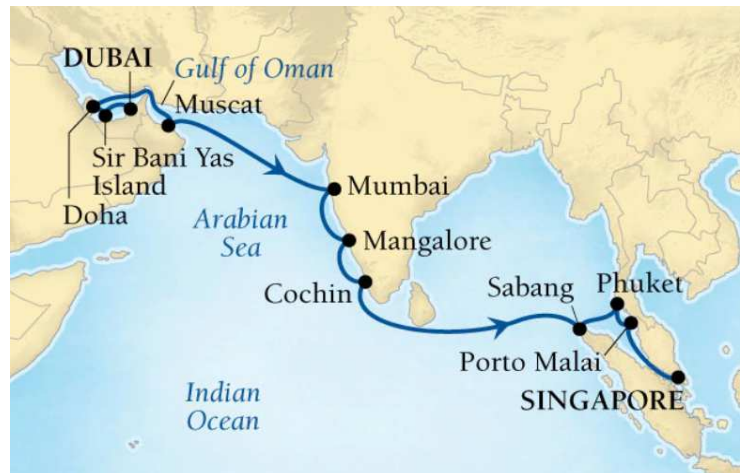 DUBAI
Gulf of Oman
Muscat
Sir Bani Yas
Island
Doha
Mumbai
Arabian
Sea
Mangalore
Cochin
Sabang
Phuket
Porto Malai
SINGAPORE
Indian
Ocean